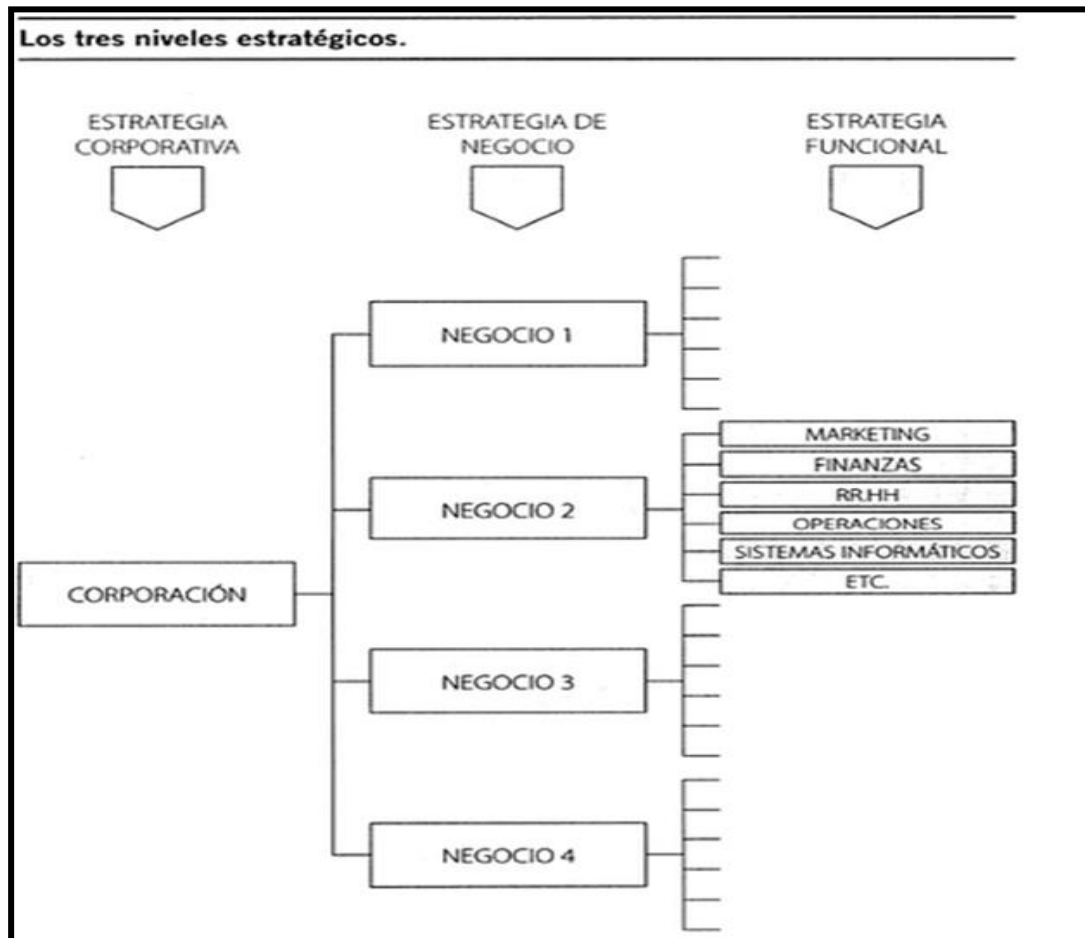 Los tres niveles estratégicos.
ESTRATEGIA
CORPORATIVA
ESTRATEGIA DE
NEGOCIO
ESTRATEGIA
FUNCIONAL
NEGOCIO 1
MARKETING
FINANZAS
RR.HH
NEGOCIO 2
OPERACIONES
SISTEMAS INFORMÁTICOS
ETC.
CORPORACIÓN
NEGOCIO 3
NEGOCIO 4